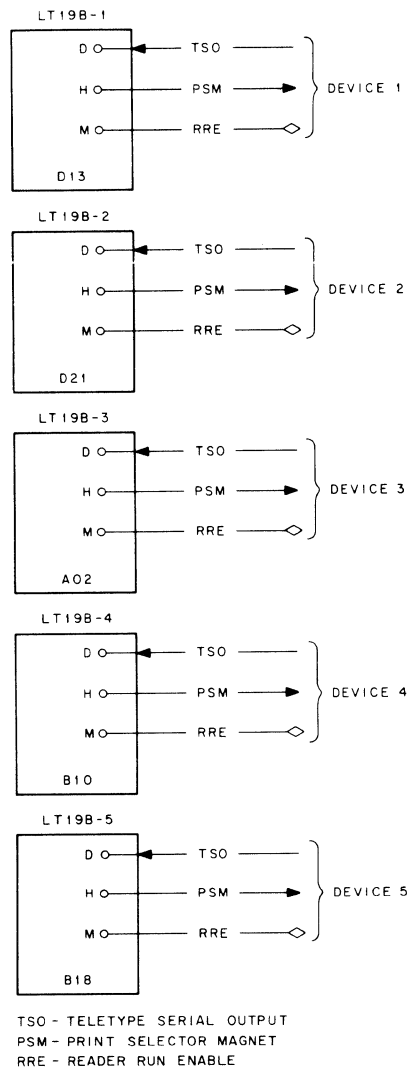 LT19B-1
D TSO
H PSM DEVICE 1
M RRE
D13
LT19B-2
D TSO
H PSM DEVICE 2
M RRE
D21
LT19B-3
D TSO
H PSM DEVICE 3
M RRE
A02
LT19B-4
D TSO
H PSM DEVICE 4
M RRE
B10
LT19B-5
D TSO
H PSM DEVICE 5
M RRE
B18
TSO - TELETYPE SERIAL OUTPUT
PSM - PRINT SELECTOR MAGNET
RRE - READER RUN ENABLE